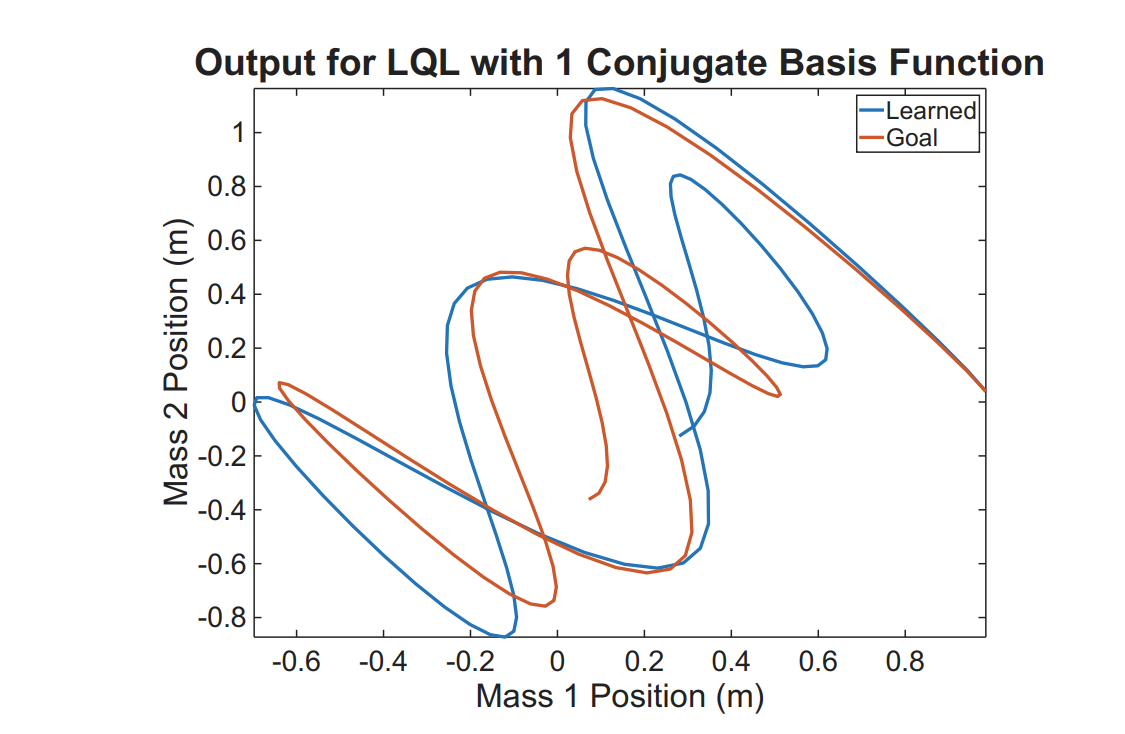 Output for LQL with 1 Conjugate Basis Function
Learned
Goal
1
0.8
0.6
0.4
0.2
0
-0.2
-0.4
-0.6
-0.8
Mass 2 Position (m)
-0.6 -0.4 -0.2 0 0.2 0.4 0.6 0.8
Mass 1 Position (m)